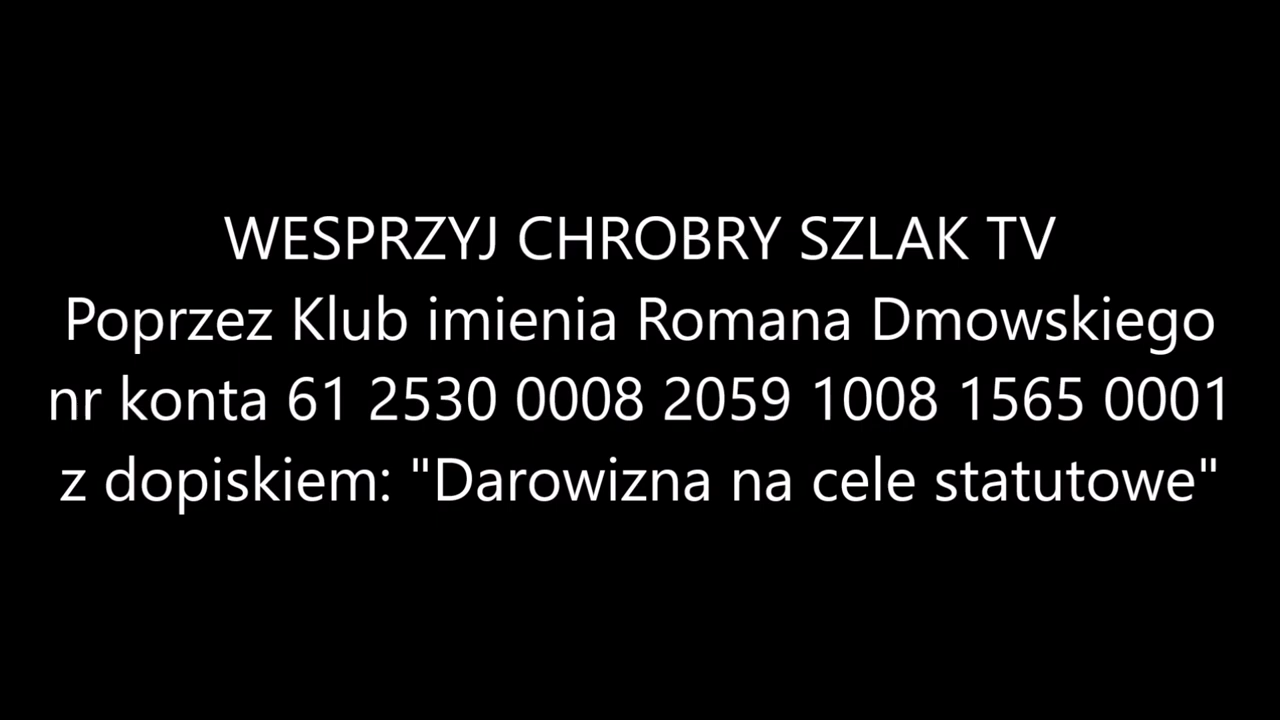 WESPRZYJ CHROBRY SZLAK TV
Poprzez Klub imienia Romana Dmowskiego
nr konta 61 2530 0008 2059 1008 1565 0001
z dopiskiem: "Darowizna na cele statutowe"